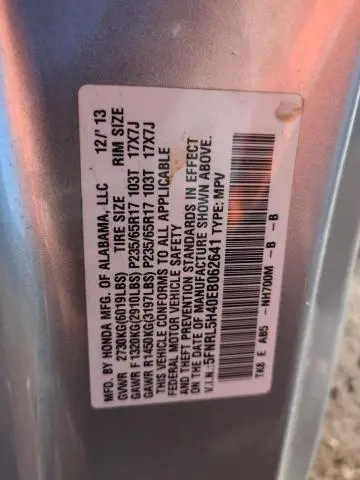 MFD. BY HONDA MFG. OF ALABAMA, LLC 12/' 13
GVWR 2730KG(6019LBS) TIRE SIZE RIM SIZE
GAWR F 1320KG(2910LBS) P235/65R17 103T 17X7J
GAWR R 1450KG(3197LBS) P235/65R17 103T 17X7J
THIS VEHICLE CONFORMS TO ALL APPLICABLE
FEDERAL MOTOR VEHICLE SAFETY
AND THEFT PREVENTION STANDARDS IN EFFECT
ON THE DATE OF MANUFACTURE SHOWN ABOVE.
V.I.N.:5FNRL5H40EB062641 TYPE: MPV
TK8 E AB5 - NH700M - B - B